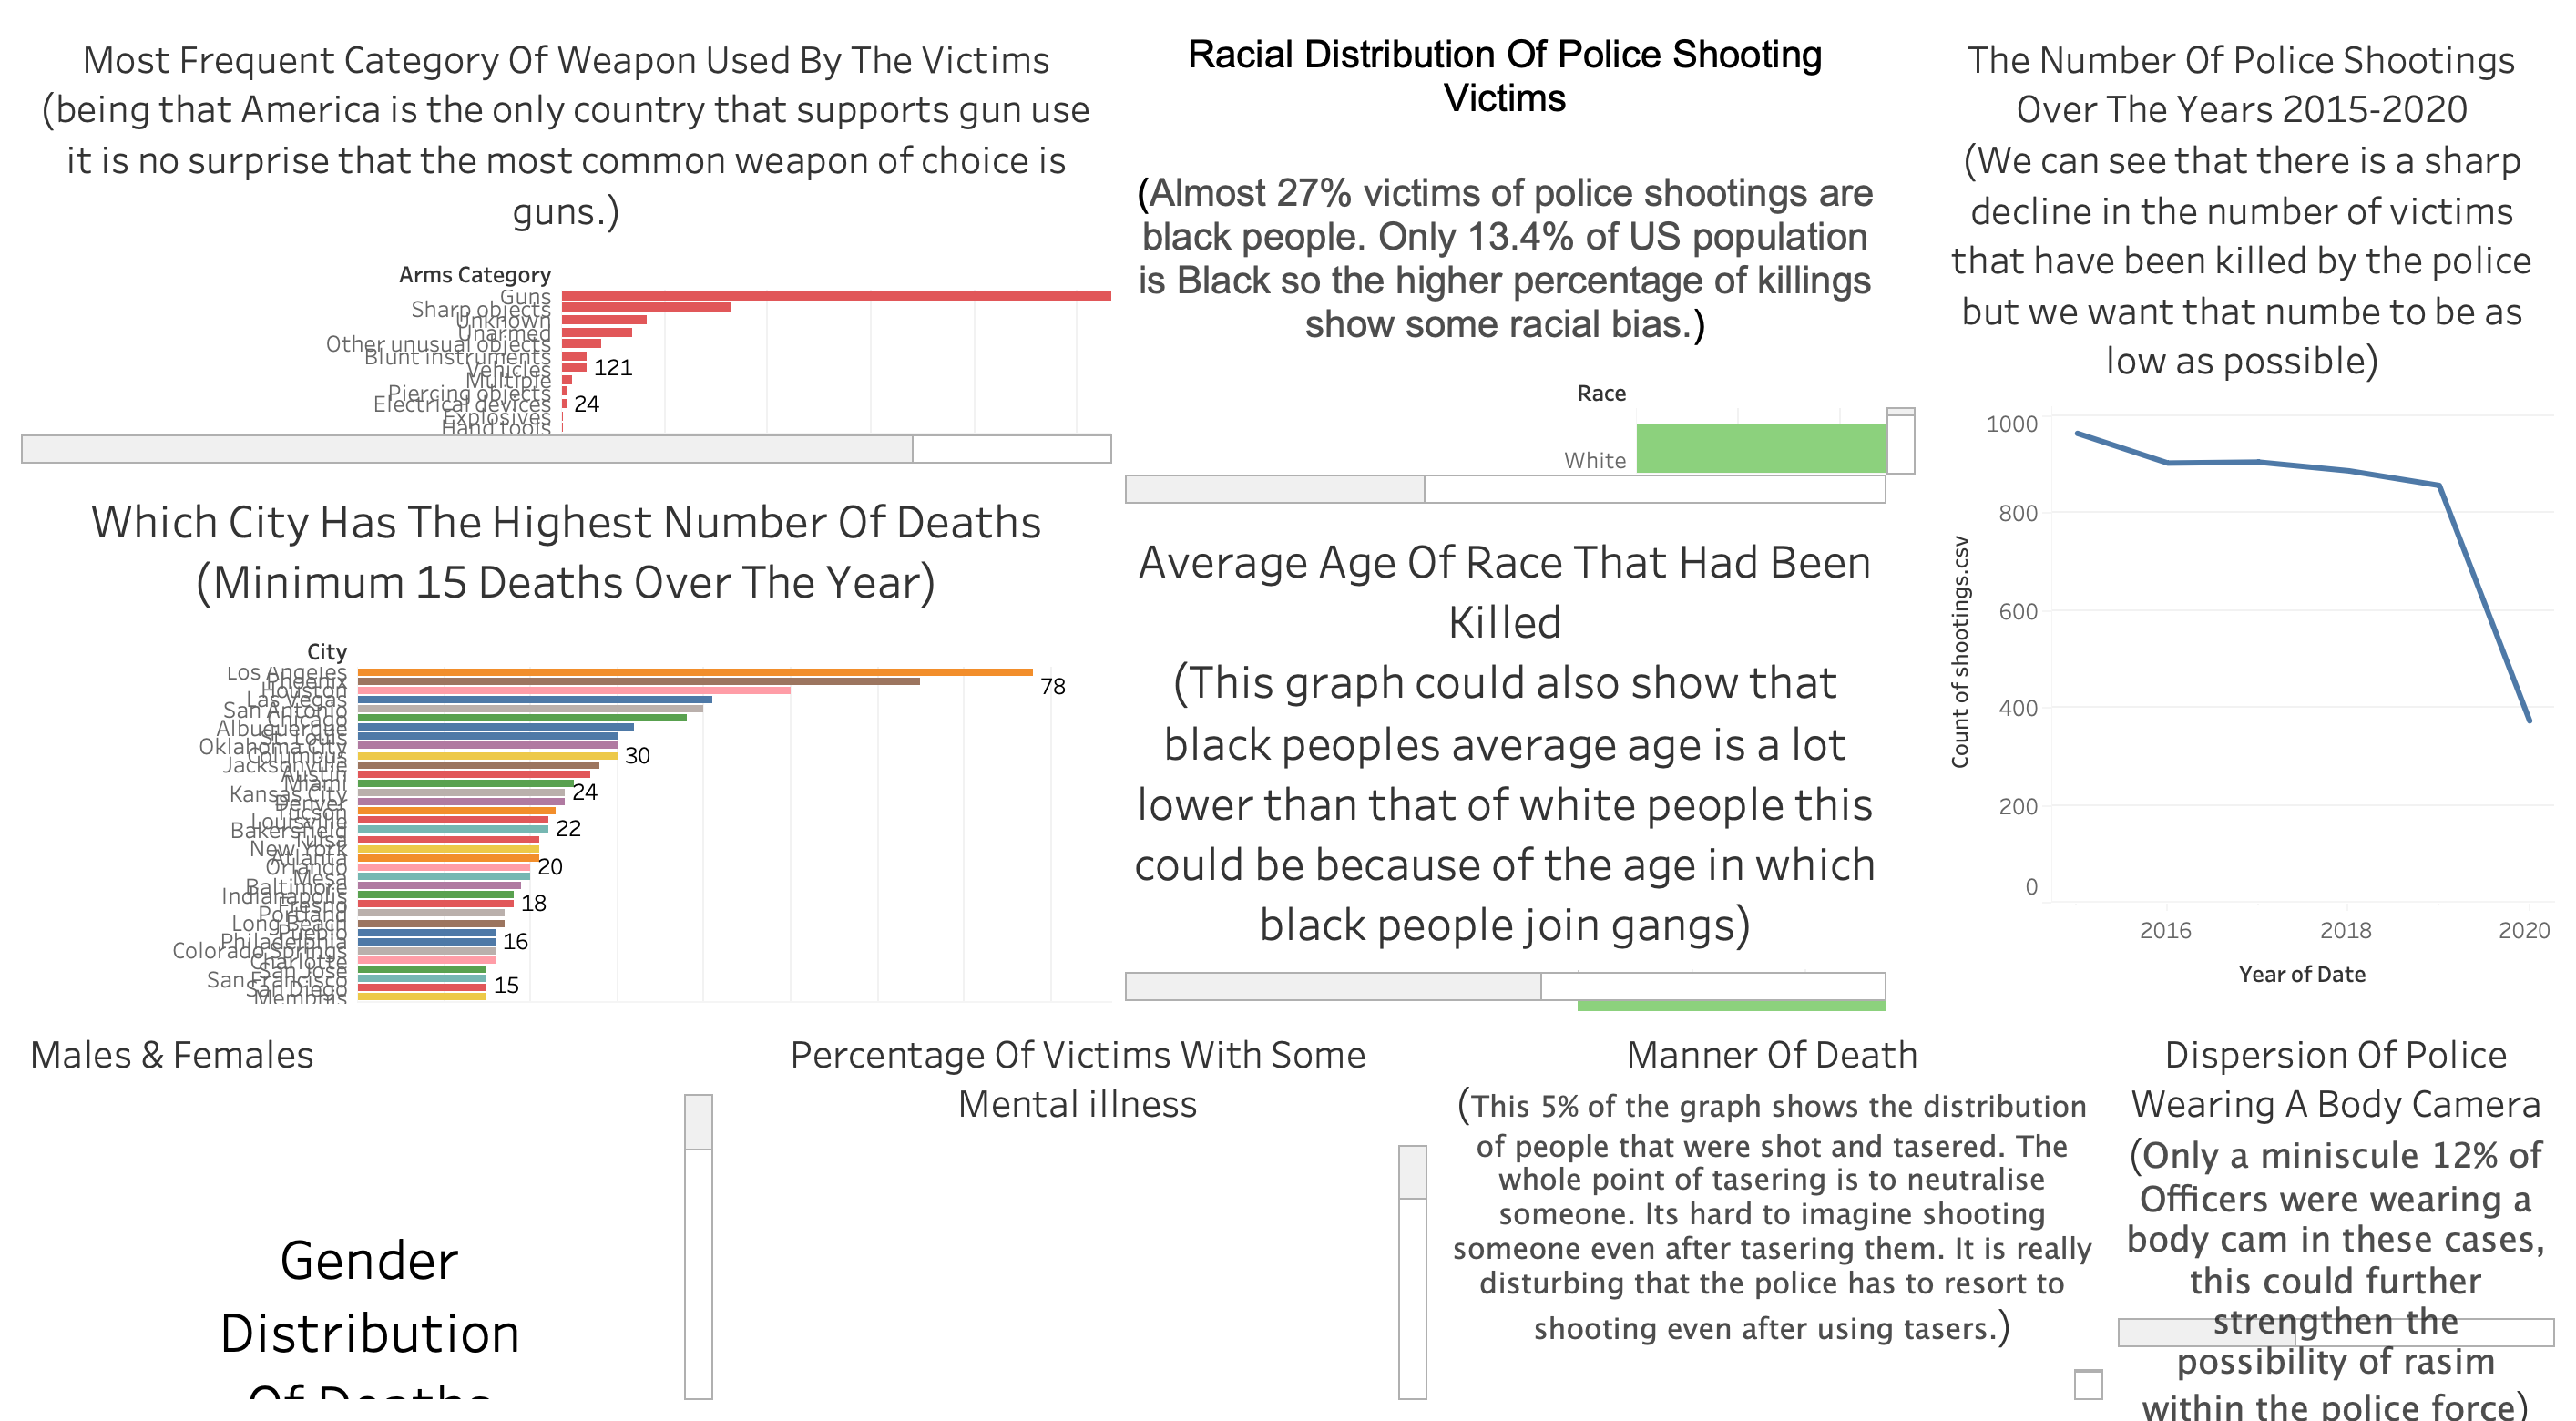 Most Frequent Category Of Weapon Used By The Victims
(being that America is the only country that supports gun use
it is no surprise that the most common weapon of choice is
guns.)
Arms Category
Guns
Sharp objects
Unknown
Unarmed
Other unusual objects
Blunt instruments
Vehicles
121
Multiple
Piercing objects
Electrical devices
24
Explosives
Hand tools
Racial Distribution Of Police Shooting
Victims
(Almost 27% victims of police shootings are
black people. Only 13.4% of US population
is Black so the higher percentage of killings
show some racial bias.)
Race
White
The Number Of Police Shootings
Over The Years 2015-2020
(We can see that there is a sharp
decline in the number of victims
that have been killed by the police
but we want that numbe to be as
low as possible)
1000
800
600
400
200
0
Count of shootings.csv
2016
2018
2020
Year of Date
Which City Has The Highest Number Of Deaths
(Minimum 15 Deaths Over The Year)
City
Los Angeles
78
Phoenix
Houston
Las Vegas
San Antonio
Chicago
Albuquerque
St. Louis
Oklahoma City
Columbus
30
Jacksonville
Austin
Miami
Kansas City
24
Denver
Tucson
Louisville
Bakersfield
22
Tulsa
New York
Atlanta
Orlando
20
Mesa
Baltimore
Indianapolis
Fresno
18
Portland
Long Beach
Pueblo
Philadelphia
16
Colorado Springs
Charlotte
San Jose
San Francisco
San Diego
15
Memphis
Average Age Of Race That Had Been
Killed
(This graph could also show that
black peoples average age is a lot
lower than that of white people this
could be because of the age in which
black people join gangs)
Males & Females
Gender
Distribution
Of Deaths
Percentage Of Victims With Some
Mental illness
Manner Of Death
(This 5% of the graph shows the distribution
of people that were shot and tasered. The
whole point of tasering is to neutralise
someone. Its hard to imagine shooting
someone even after tasering them. It is really
disturbing that the police has to resort to
shooting even after using tasers.)
Dispersion Of Police
Wearing A Body Camera
(Only a miniscule 12% of
Officers were wearing a
body cam in these cases,
this could further
strengthen the
possibility of rasim
within the police force)